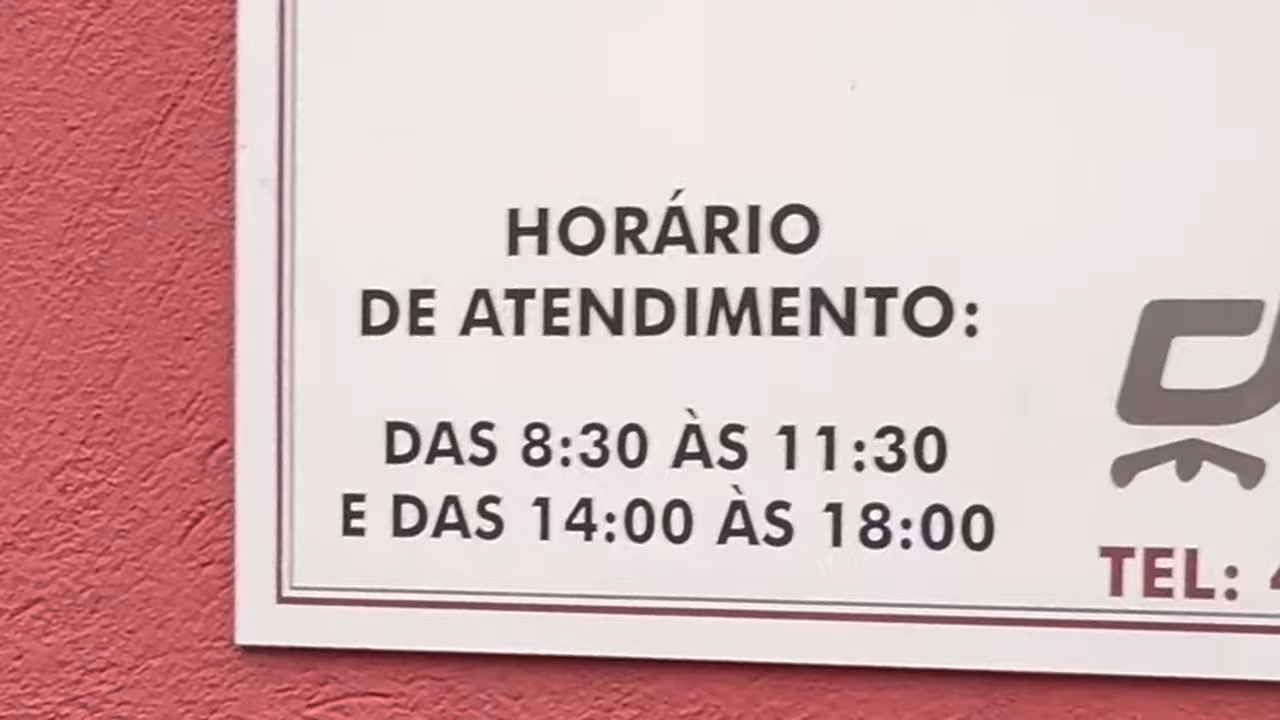 HORÁRIO
DE ATENDIMENTO:
DAS 8:30 ÀS 11:30
E DAS 14:00 ÀS 18:00
TEL: